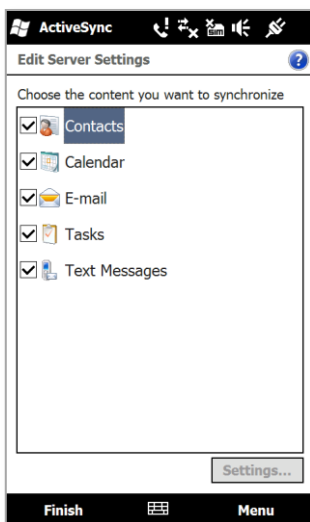 ActiveSync
Edit Server Settings
Choose the content you want to synchronize
Contacts
Calendar
E-mail
Tasks
Text Messages
Settings...
Finish Menu